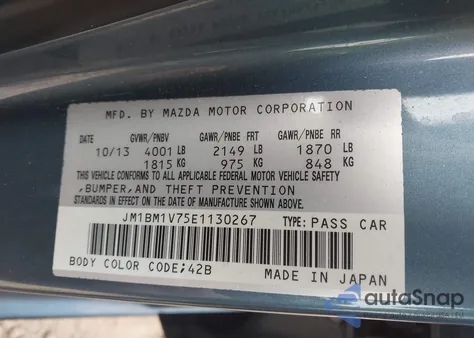 MFD. BY MAZDA MOTOR CORPORATION
GVWR/PNBV GAWR/PNBE FRT GAWR/PNBE RR
10/13 4001 LB 2149 LB 1870 LB
1815 KG 975 KG 848 KG
THIS VEHICLE CONFORMS TO ALL APPLICABLE FEDERAL MOTOR VEHICLE SAFETY
,BUMPER,AND THEFT PREVENTION
STANDARDS IN EFFECT ON THE DATE OF MANUFACTURE SHOWN ABOVE.
JM1BM1V75E1130267 TYPE: PASS CAR
BODY COLOR CODE;42B MADE IN JAPAN
autoSnap